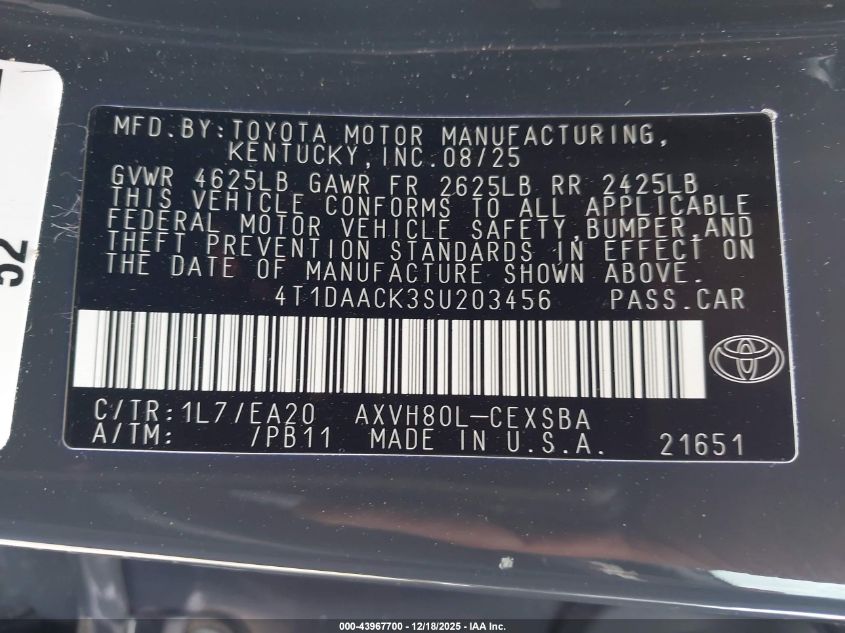 MFD.BY:TOYOTA MOTOR MANUFACTURING,
KENTUCKY,INC.08/25
GVWR 4625LB GAWR FR 2625LB RR 2425LB
THIS VEHICLE CONFORMS TO ALL APPLICABLE
FEDERAL MOTOR VEHICLE SAFETY,BUMPER,AND
THEFT PREVENTION STANDARDS IN EFFECT ON
THE DATE OF MANUFACTURE SHOWN ABOVE.
4T1DAACK3SU203456 PASS.CAR
C/TR:1L7/EA20 AXVH80L-CEXSBA
A/TM: /PB11 MADE IN U.S.A. 21651
52
000-43967700 - 12/18/2025 - IAA Inc.